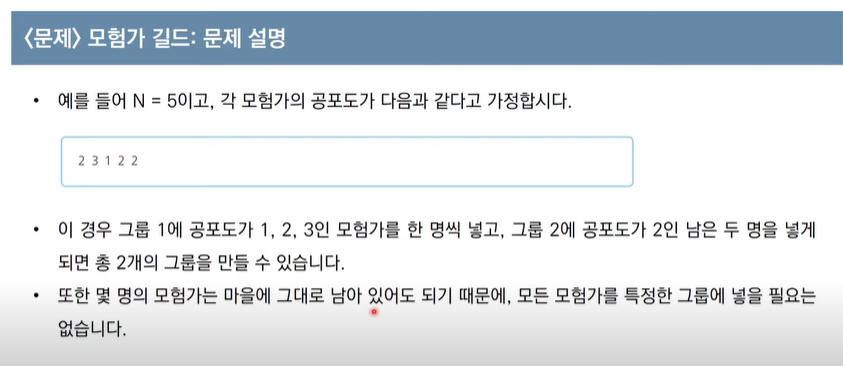 〈문제〉 모험가 길드: 문제 설명
• 예를 들어 N = 5이고, 각 모험가의 공포도가 다음과 같다고 가정합시다.
2 3 1 2 2
• 이 경우 그룹 1에 공포도가 1, 2, 3인 모험가를 한 명씩 넣고, 그룹 2에 공포도가 2인 남은 두 명을 넣게
되면 총 2개의 그룹을 만들 수 있습니다.
• 또한 몇 명의 모험가는 마을에 그대로 남아 있어도 되기 때문에, 모든 모험가를 특정한 그룹에 넣을 필요는
없습니다.